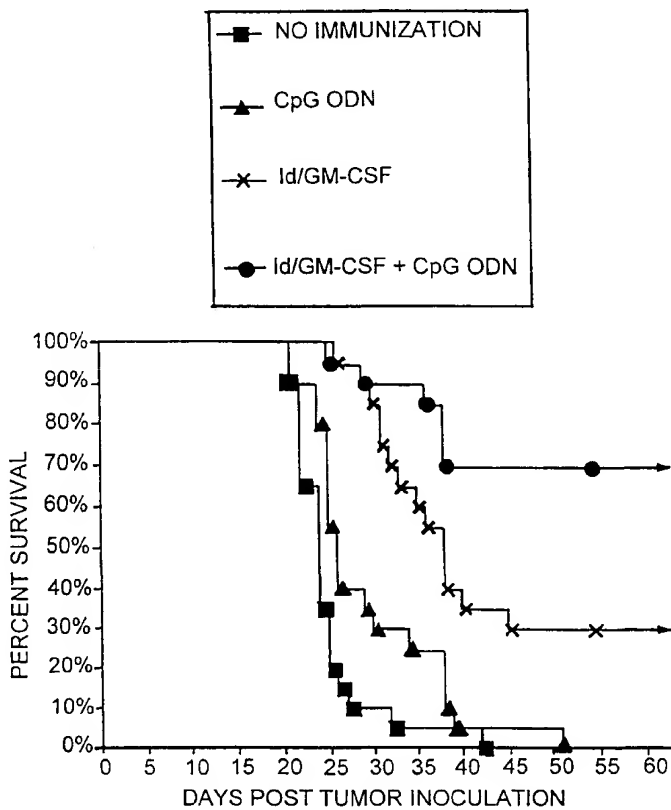 NO IMMUNIZATION
CpG ODN
Id/GM-CSF
Id/GM-CSF + CpG ODN
PERCENT SURVIVAL
100%
90%
80%
70%
60%
50%
40%
30%
20%
10%
0%
0 5 10 15 20 25 30 35 40 45 50 55 60
DAYS POST TUMOR INOCULATION